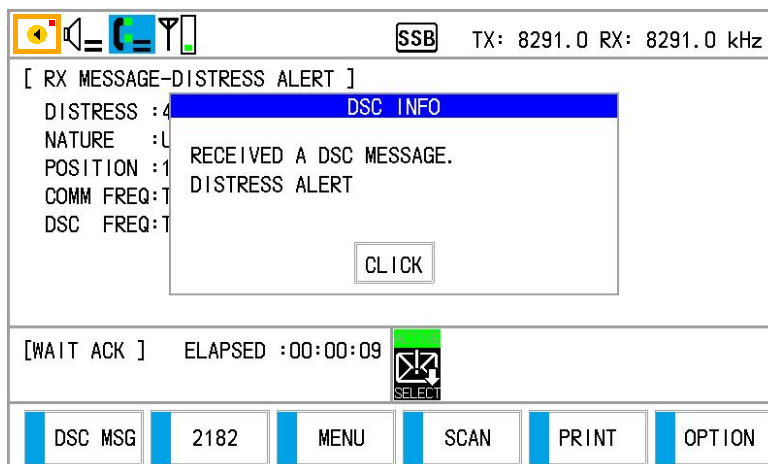 SSB TX: 8291.0 RX: 8291.0 kHz
[ RX MESSAGE-DISTRESS ALERT ]
DISTRESS :4
NATURE :U
POSITION :1
COMM FREQ:T
DSC FREQ:T
DSC INFO
RECEIVED A DSC MESSAGE.
DISTRESS ALERT
CLICK
[WAIT ACK ] ELAPSED :00:00:09
ACTIVE
SELECT
DSC MSG 2182 MENU SCAN PRINT OPTION